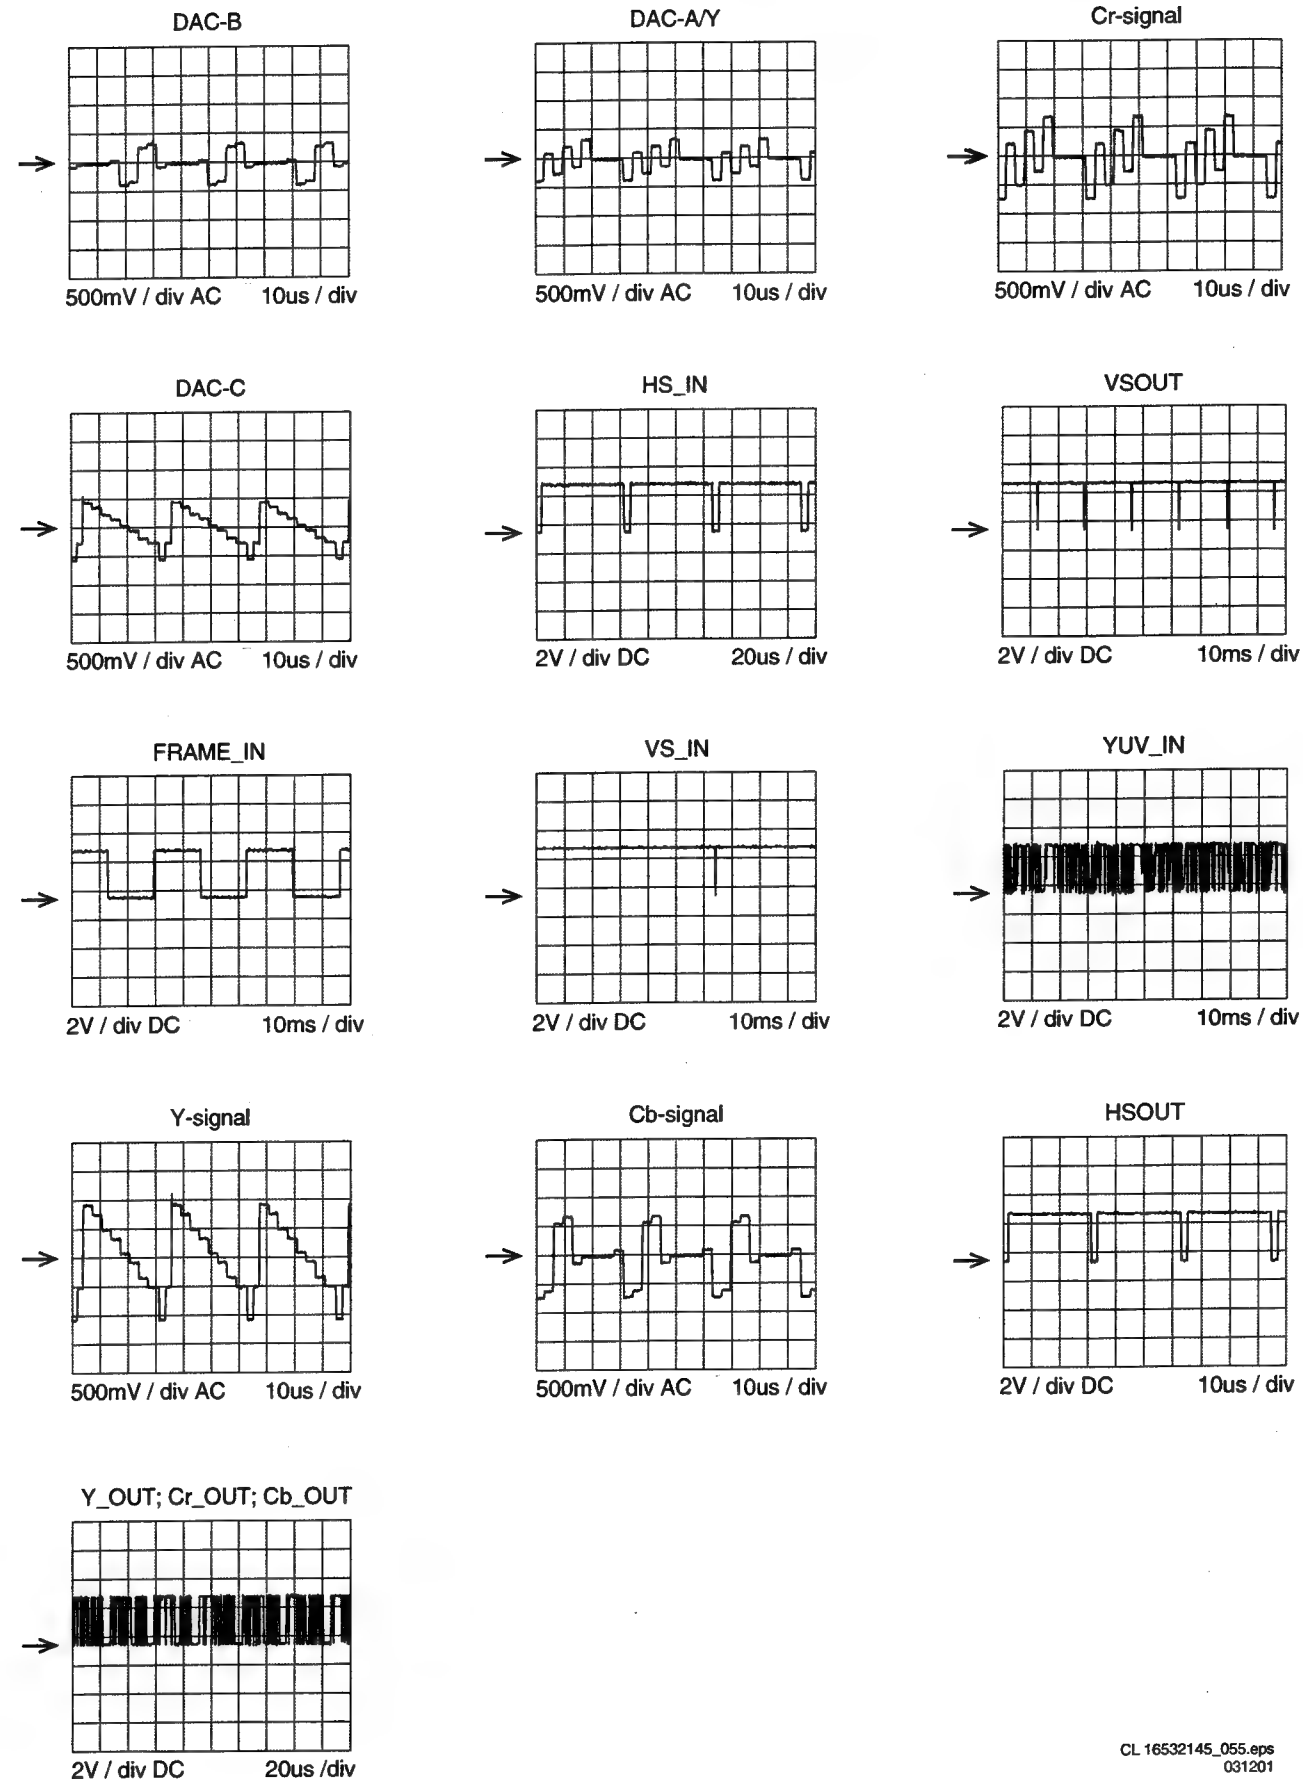 DAC-B
DAC-A/Y
Cr-signal
500mV / div AC 10us / div
500mV / div AC 10us / div
500mV / div AC 10us / div
DAC-C
HS_IN
VSOUT
500mV / div AC 10us / div
2V / div DC 20us / div
2V / div DC 10ms / div
FRAME_IN
VS_IN
YUV_IN
2V / div DC 10ms / div
2V / div DC 10ms / div
2V / div DC 10ms / div
Y-signal
Cb-signal
HSOUT
500mV / div AC 10us / div
500mV / div AC 10us / div
2V / div DC 10us / div
Y_OUT; Cr_OUT; Cb_OUT
2V / div DC 20us /div
CL 16532145_055.eps
031201